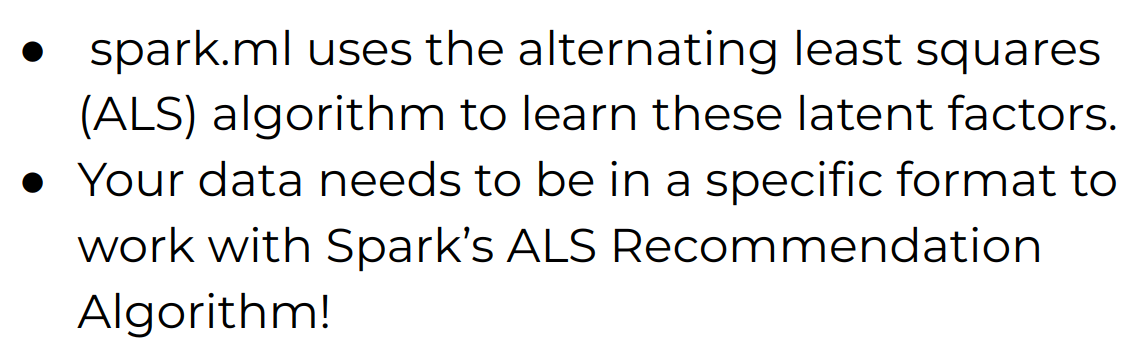 ● spark.ml uses the alternating least squares
(ALS) algorithm to learn these latent factors.
● Your data needs to be in a specific format to
work with Spark’s ALS Recommendation
Algorithm!